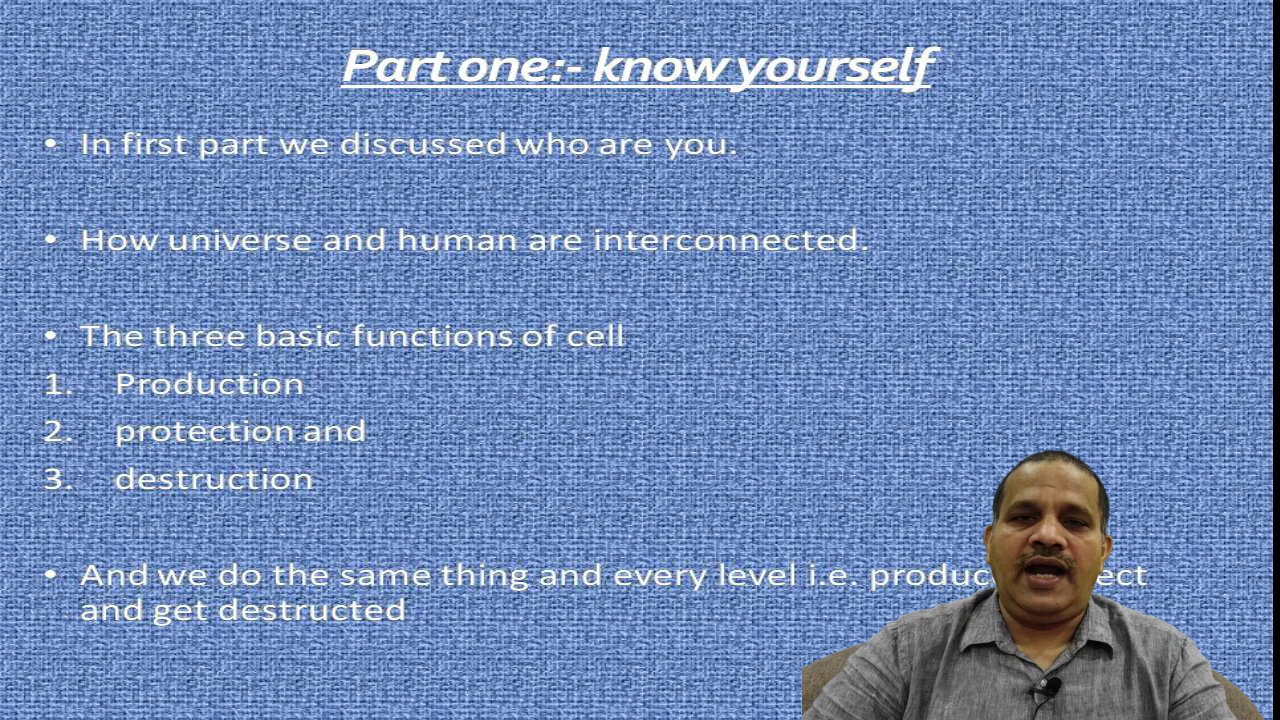 Part one:- know yourself
• In first part we discussed who are you.
• How universe and human are interconnected.
• The three basic functions of cell
1. Production
2. protection and
3. destruction
• And we do the same thing and every level i.e.
and get destructed